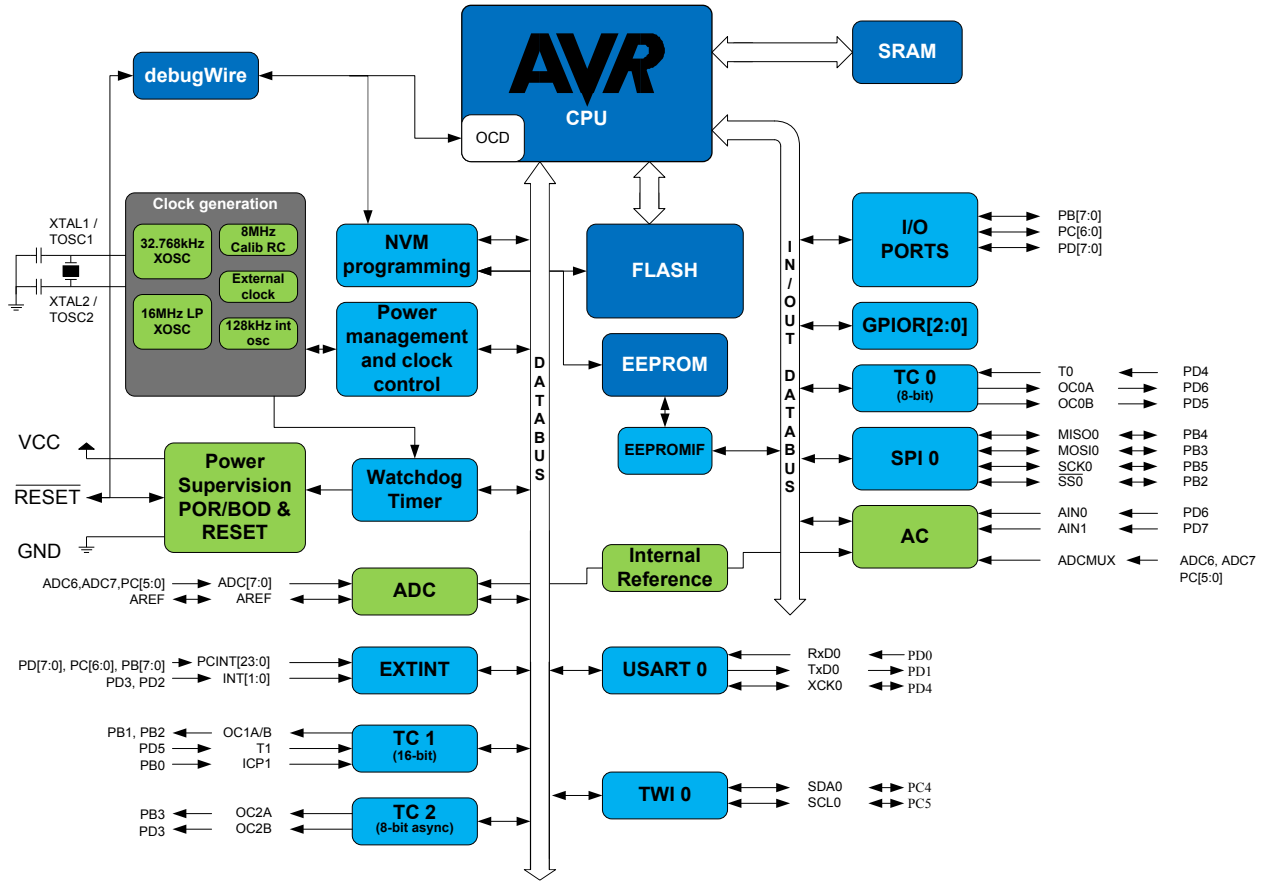 AVR
CPU
OCD
SRAM
debugWire
Clock generation
32.768kHz
XOSC
8MHz
Calib RC
External
clock
16MHz LP
XOSC
128kHz int
osc
XTAL1 /
TOSC1
XTAL2 /
TOSC2
NVM
programming
FLASH
Power
management
and clock
control
EEPROM
EEPROMIF
DATABUS
IN/OUT DATABUS
I/O
PORTS
PB[7:0]
PC[6:0]
PD[7:0]
GPIOR[2:0]
TC 0
(8-bit)
T0 PD4
OC0A PD6
OC0B PD5
SPI 0
MISO0 PB4
MOSI0 PB3
SCK0 PB5
SS0 PB2
AC
AIN0 PD6
AIN1 PD7
ADCMUX ADC6, ADC7
PC[5:0]
VCC
RESET
GND
Power
Supervision
POR/BOD &
RESET
Watchdog
Timer
Internal
Reference
ADC6,ADC7,PC[5:0] ADC[7:0]
AREF AREF
ADC
PD[7:0], PC[6:0], PB[7:0] PCINT[23:0]
PD3, PD2 INT[1:0]
EXTINT
USART 0
RxD0 PD0
TxD0 PD1
XCK0 PD4
PB1, PB2 OC1A/B
PD5 T1
PB0 ICP1
TC 1
(16-bit)
TWI 0
SDA0 PC4
SCL0 PC5
PB3 OC2A
PD3 OC2B
TC 2
(8-bit async)